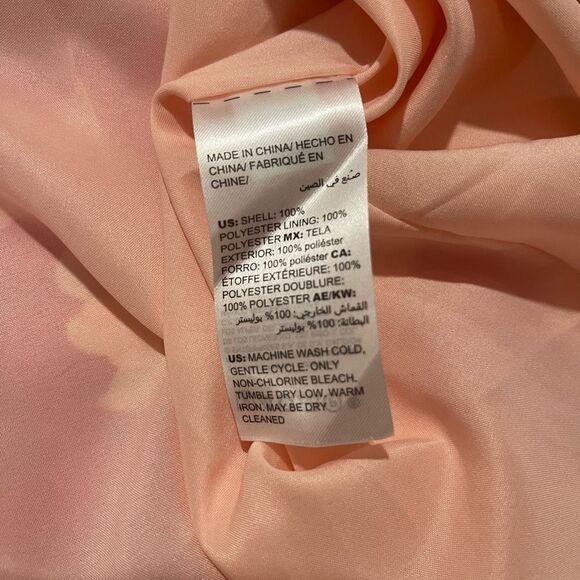 MADE IN CHINA/ HECHO EN
CHINA/ FABRIQUÉ EN
CHINE/
صنع في الصين
US: SHELL: 100%
POLYESTER LINING: 100%
POLYESTER MX: TELA
EXTERIOR: 100% poliéster
FORRO: 100% poliéster CA:
ÉTOFFE EXTÉRIEURE: 100%
POLYESTER DOUBLURE:
100% POLYESTER AE/KW:
القماش الخارجي: 100% بوليستر
البطانة: 100% بوليستر
US: MACHINE WASH COLD,
GENTLE CYCLE. ONLY
NON-CHLORINE BLEACH.
TUMBLE DRY LOW, WARM
IRON. MAY BE DRY
CLEANED